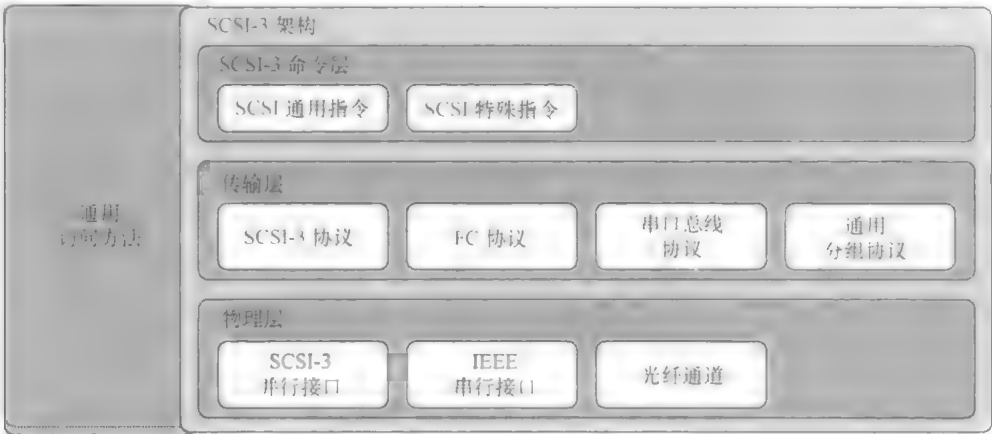 SCSI-3 架构
SCSI-3 命令层
SCSI 通用指令
SCSI 特殊指令
通用
访问方法
传输层
SCSI-3 协议
FC 协议
串口总线
协议
通用
分组协议
物理层
SCSI-3
并行接口
IEEE
串行接口
光纤通道